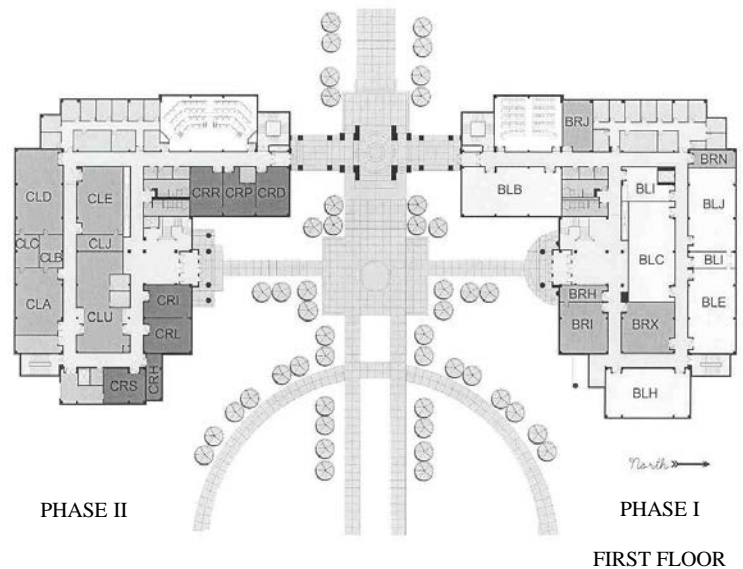 BRJ
BRN
CLD
CLE
CRR
CRP
CRD
BLB
BLI
BLJ
CLC
CLB
CLJ
BLC
BLI
CLA
CLU
CRI
CRL
BRH
BRI
BRX
BLE
CRS
CRH
BLH
North
PHASE II
PHASE I
FIRST FLOOR